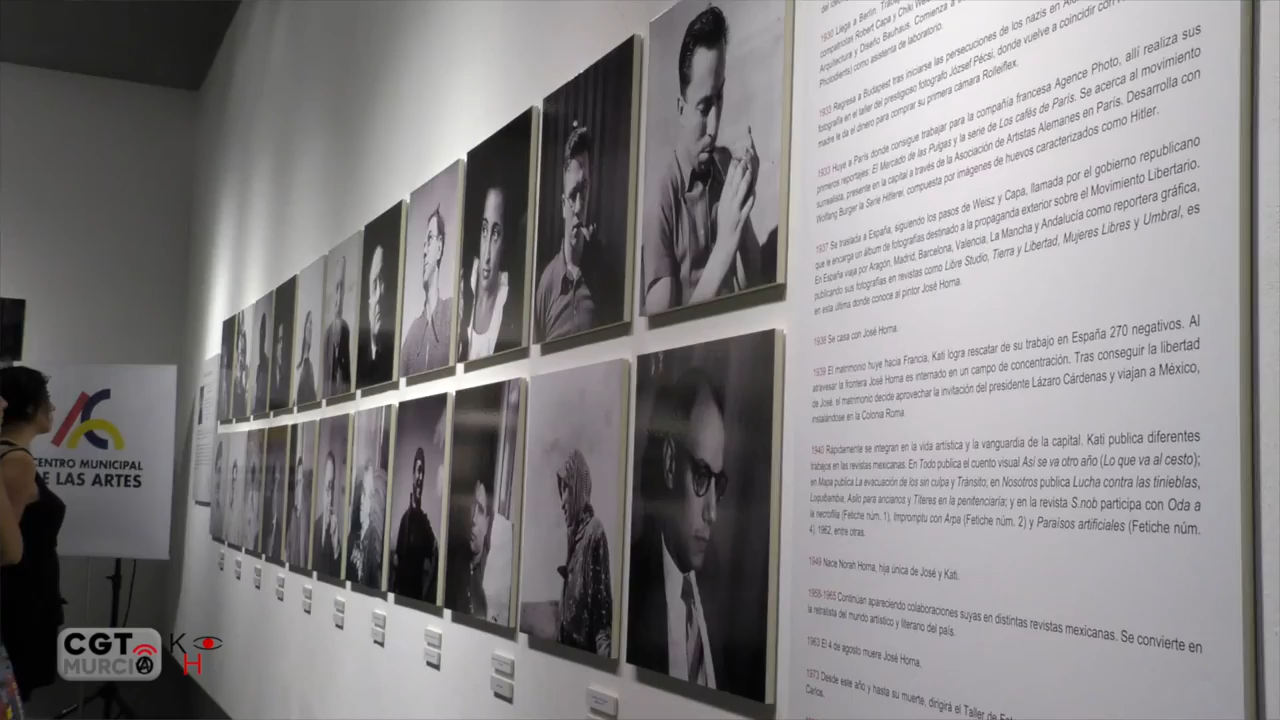 1930 Llega a Berlín. Trabaj
compatriotas Robert Capa y Chiki We
Arquitectura y Diseño, Bauhaus. Comienza a
como asistenta de laboratorio.
1933 Regresa a Budapest tras iniciarse las persecuciones de los nazis en
fotografía en el taller del prestigioso fotógrafo József Pécsi, donde vuelve a coincidir con
madre le da el dinero para comprar su primera cámara Rolleiflex.
1933 Huye a París donde consigue trabajar para la compañía francesa Agence Photo, allí realiza sus
primeros reportajes: El Mercado de las Pulgas y la serie de Los cafés de París. Se acerca al movimiento
surrealista, presente en la capital a través de la Asociación de Artistas Alemanes en París. Desarrolla con
Wolfang Burger la Serie Hitlerei, compuesta por imágenes de huevos caracterizados como Hitler.
1937 Se traslada a España, siguiendo los pasos de Weisz y Capa, llamada por el gobierno republicano
que le encarga un álbum de fotografías destinado a la propaganda exterior sobre el Movimiento Libertario.
En España viaja por Aragón, Madrid, Barcelona, Valencia, La Mancha y Andalucía como reportera gráfica,
publicando sus fotografías en revistas como Libre Studio, Tierra y Libertad, Mujeres Libres y Umbral, es
en esta última donde conoce al pintor José Horna.
1938 Se casa con José Horna.
1939 El matrimonio huye hacia Francia, Kati logra rescatar de su trabajo en España 270 negativos. Al
atravesar la frontera José Horna es internado en un campo de concentración. Tras conseguir la libertad
de José, el matrimonio decide aprovechar la invitación del presidente Lázaro Cárdenas y viajan a México,
instalándose en la Colonia Roma.
1940 Rápidamente se integran en la vida artística y la vanguardia de la capital. Kati publica diferentes
trabajos en las revistas mexicanas. En Todo publica el cuento visual Así se va otro año (Lo que va al cesto);
en Mapa publica La evacuación de los sin culpa y Tránsito; en Nosotros publica Lucha contra las tinieblas,
Loquibambia, Asilo para ancianos y Títeres en la penitenciaría; y en la revista S.nob participa con Oda a
la necrofilia (Fetiche núm. 1), Impromptu con Arpa (Fetiche núm. 2) y Paraísos artificiales (Fetiche núm.
4), 1962, entre otras.
1949 Nace Norah Horna, hija única de José y Kati.
1958-1965 Continúan apareciendo colaboraciones suyas en distintas revistas mexicanas. Se convierte en
la retratista del mundo artístico y literario del país.
1963 El 4 de agosto muere José Horna.
1973 Desde este año y hasta su muerte, dirigirá el Taller de
Carlos.
CENTRO MUNICIPAL
DE LAS ARTES
CGT
MURCIA
K
H